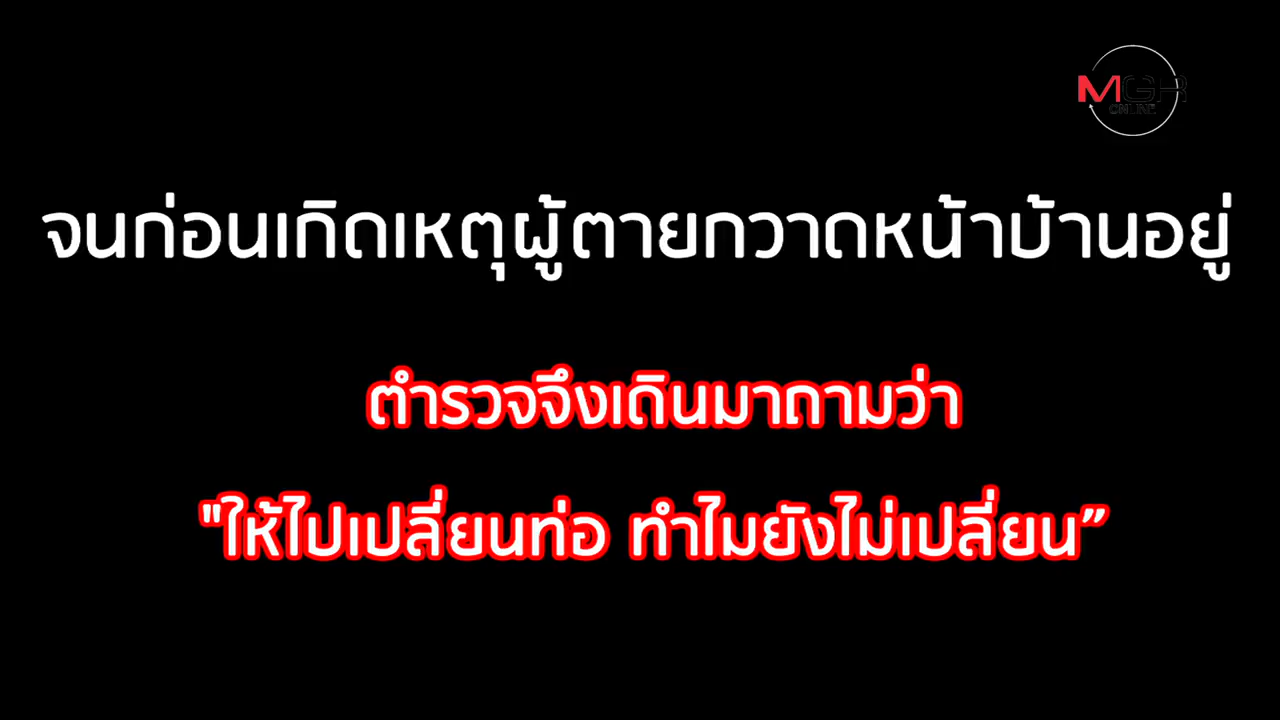 MGR
ONLINE
จนก่อนเกิดเหตุผู้ตายกวาดหน้าบ้านอยู่
ตำรวจจึงเดินมาถามว่า
"ให้ไปเปลี่ยนท่อ ทำไมยังไม่เปลี่ยน”